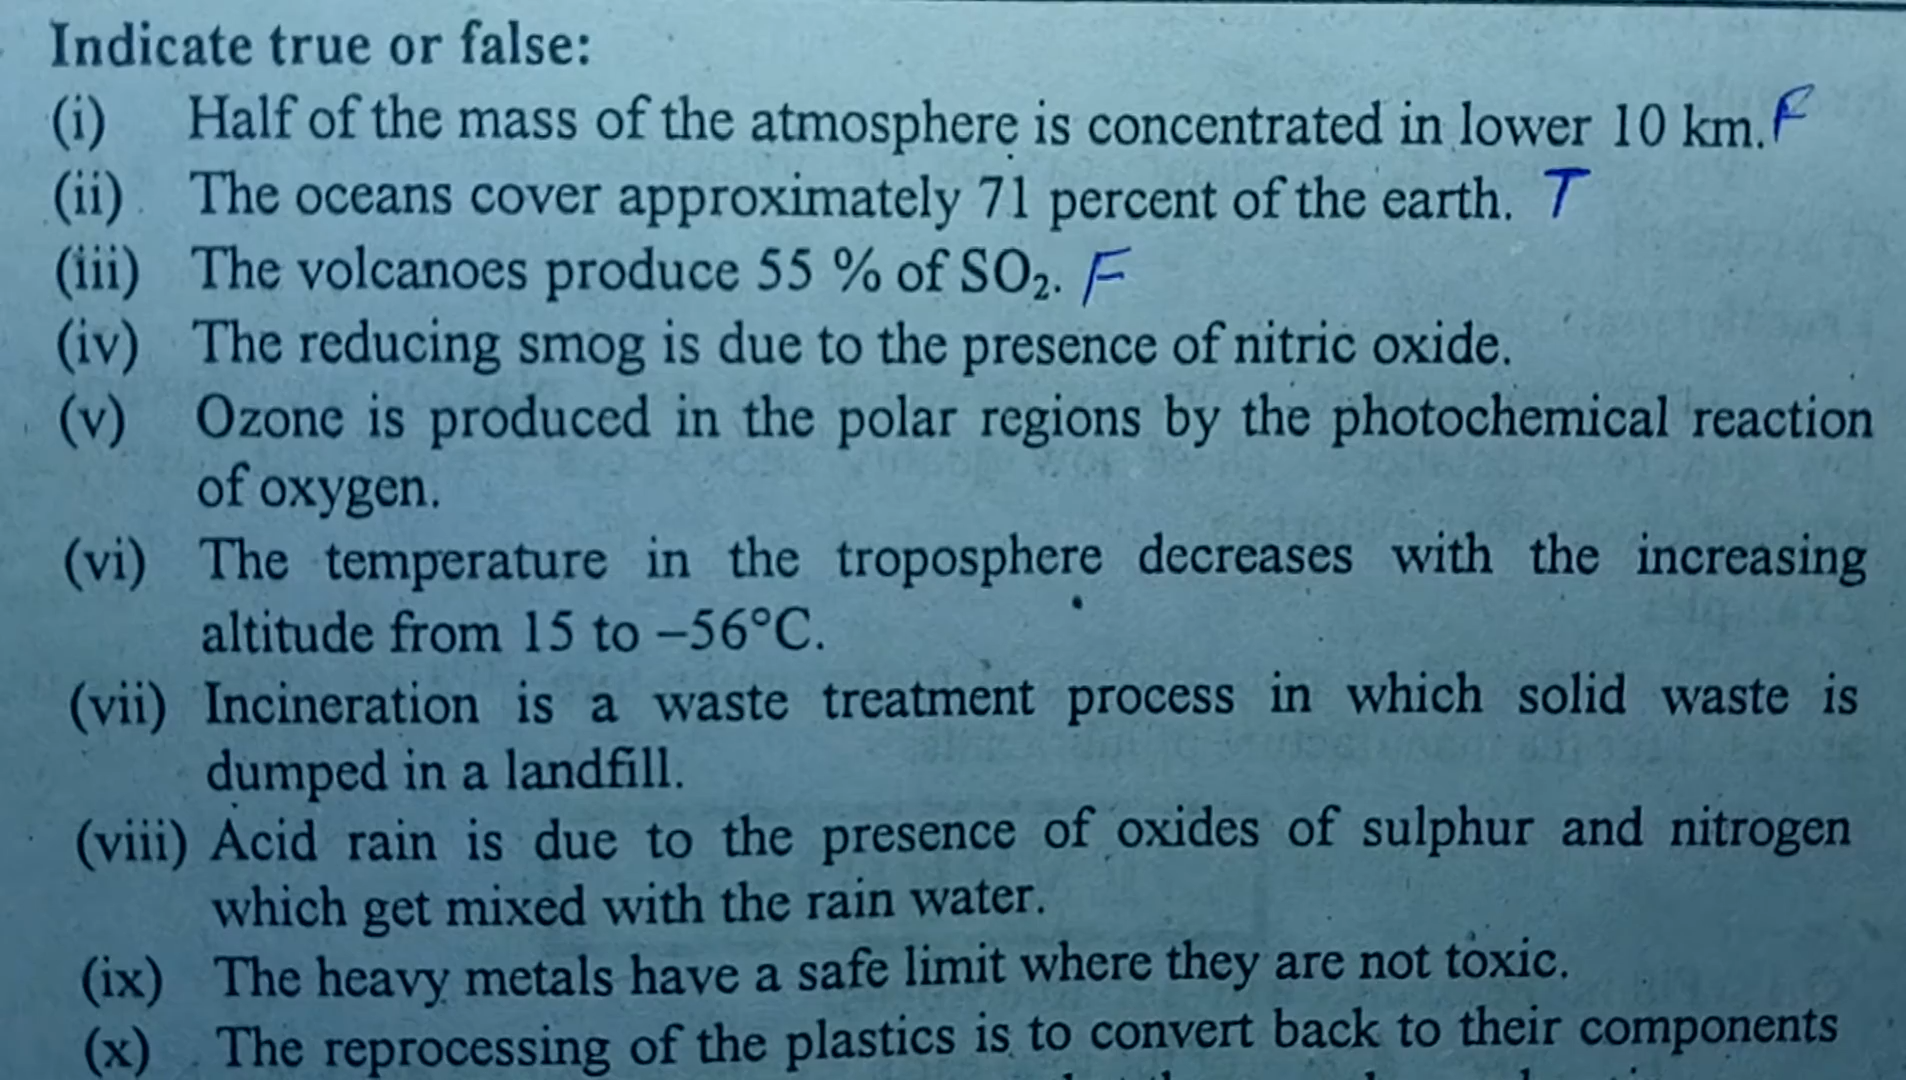 Indicate true or false:
(i) Half of the mass of the atmosphere is concentrated in lower 10 km. F
(ii) The oceans cover approximately 71 percent of the earth. T
(iii) The volcanoes produce 55 % of SO₂. F
(iv) The reducing smog is due to the presence of nitric oxide.
(v) Ozone is produced in the polar regions by the photochemical reaction
of oxygen.
(vi) The temperature in the troposphere decreases with the increasing
altitude from 15 to –56°C.
(vii) Incineration is a waste treatment process in which solid waste is
dumped in a landfill.
(viii) Acid rain is due to the presence of oxides of sulphur and nitrogen
which get mixed with the rain water.
(ix) The heavy metals have a safe limit where they are not toxic.
(x) The reprocessing of the plastics is to convert back to their components